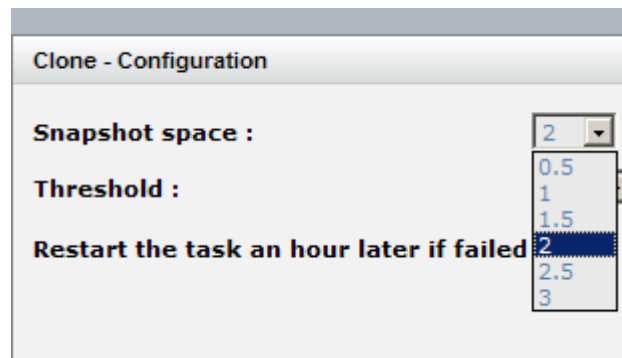 Clone - Configuration
Snapshot space : 2
0.5
Threshold : 1
1.5
Restart the task an hour later if failed 2
2.5
3